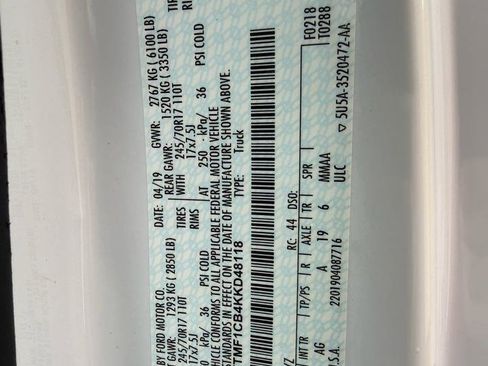 BY FORD MOTOR CO.
DATE: 04/19 GVWR: 2767 KG ( 6100 LB)
GAWR: 1293 KG ( 2850 LB) REAR GAWR: 1520 KG ( 3350 LB)
245/70R17 110T TIRES WITH 245/70R17 110T
17x7.5J RIMS 17x7.5J
kPa/ 36 PSI COLD AT 250 kPa/ 36 PSI COLD
VEHICLE CONFORMS TO ALL APPLICABLE FEDERAL MOTOR VEHICLE
STANDARDS IN EFFECT ON THE DATE OF MANUFACTURE SHOWN ABOVE.
TMF1CB4KKD48118 TYPE: Truck
F0218
T0288
YZ RC: 44 DSO:
INT TR TP/PS R AXLE TR SPR
AG A 19 6 MMAA
ULC
U.S.A. 2201904087716 ▽ 5U5A-3520472-AA